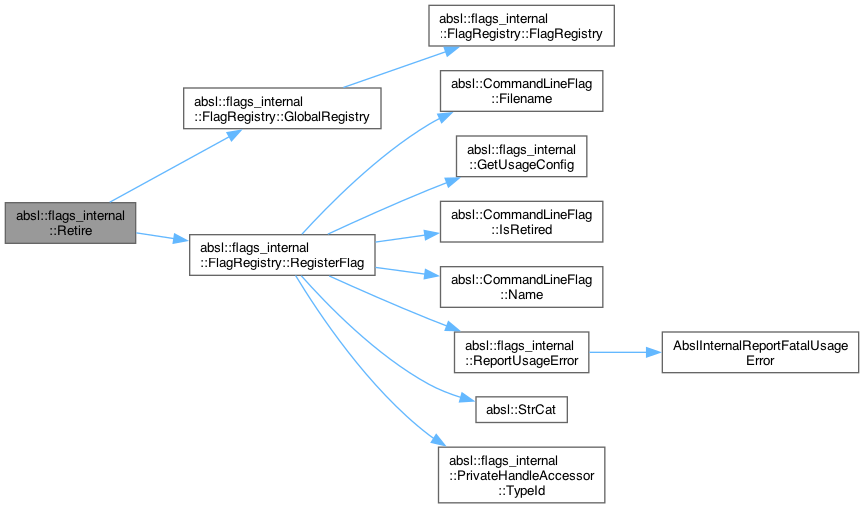 absl::flags_internal
::FlagRegistry::FlagRegistry
absl::CommandLineFlag
::Filename
absl::flags_internal
::FlagRegistry::GlobalRegistry
absl::flags_internal
::GetUsageConfig
absl::flags_internal
::Retire
absl::CommandLineFlag
::IsRetired
absl::flags_internal
::FlagRegistry::RegisterFlag
absl::CommandLineFlag
::Name
absl::flags_internal
::ReportUsageError
AbslInternalReportFatalUsage
Error
absl::StrCat
absl::flags_internal
::PrivateHandleAccessor
::TypeId